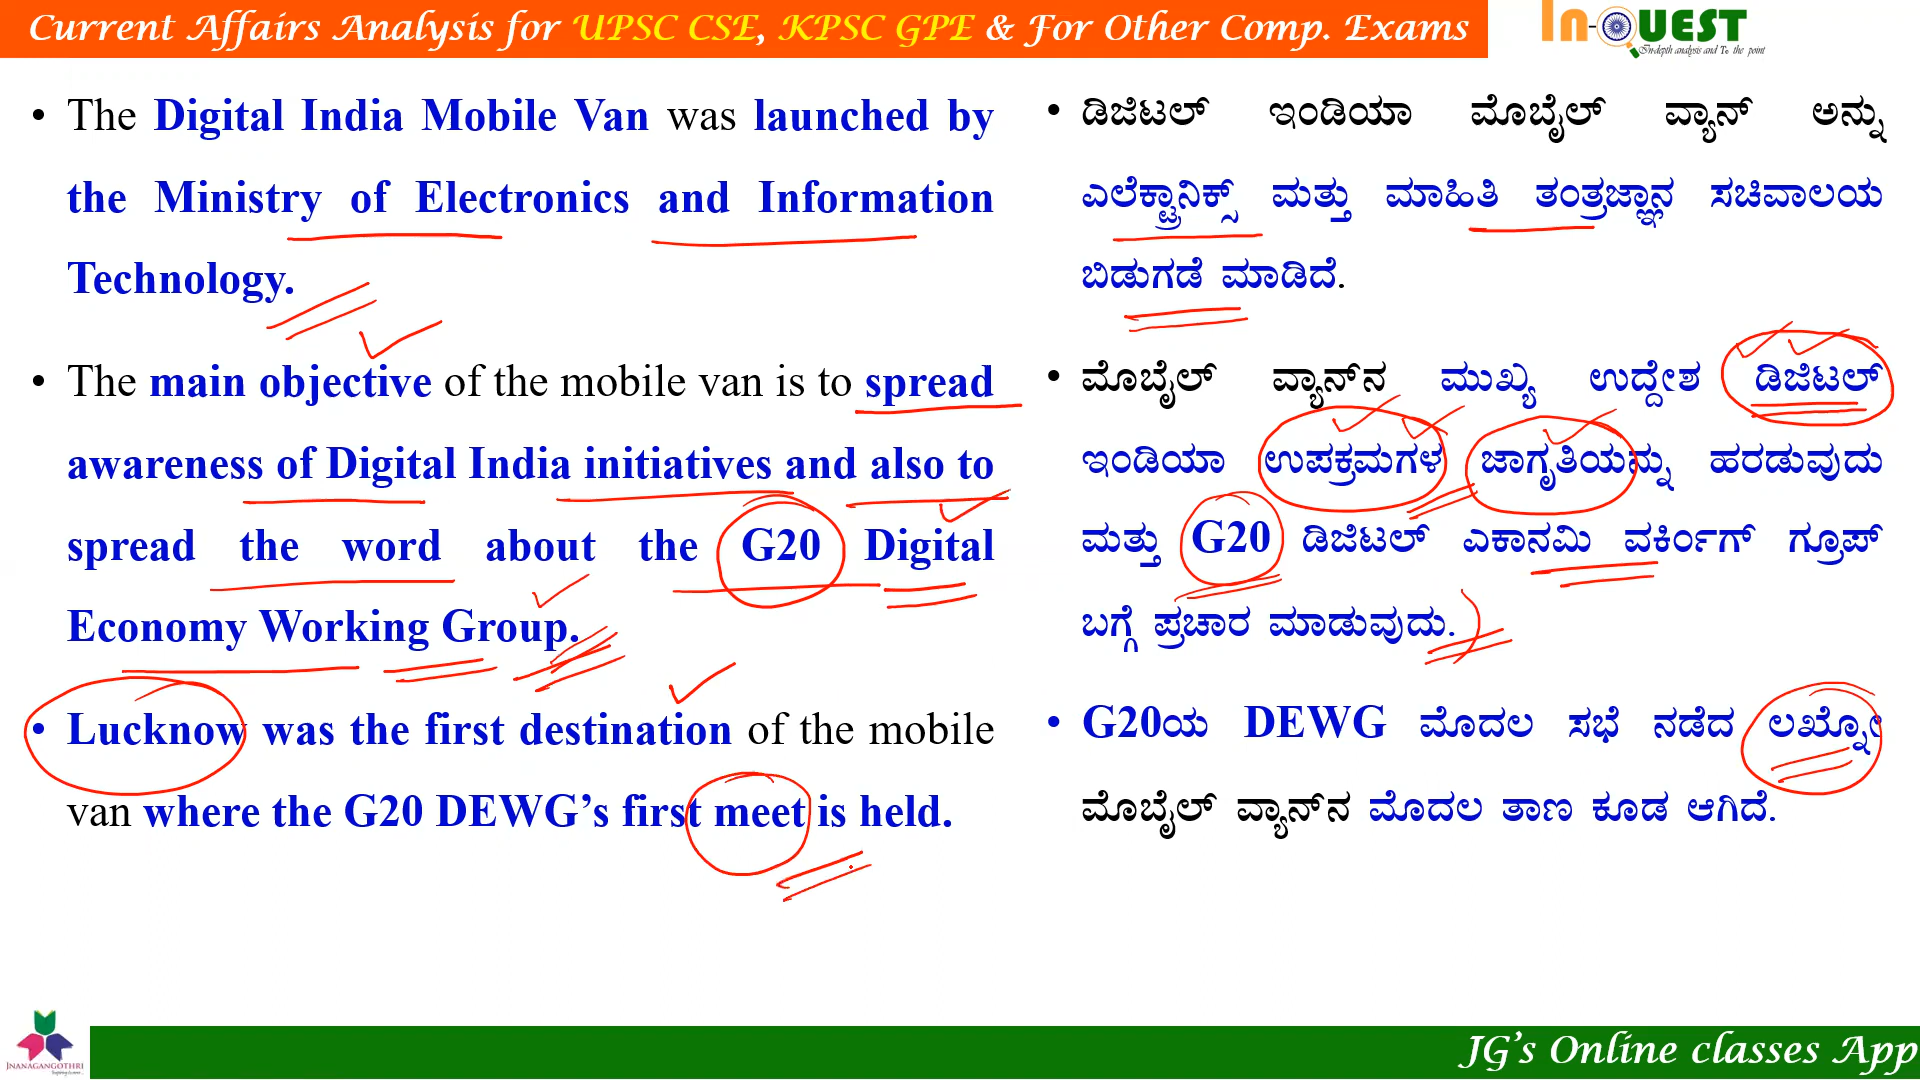 Current Affairs Analysis for UPSC CSE, KPSC GPE & For Other Comp. Exams
In-QUEST
In-depth analysis and To the point
• The Digital India Mobile Van was launched by
the Ministry of Electronics and Information
Technology.
• The main objective of the mobile van is to spread
awareness of Digital India initiatives and also to
spread the word about the G20 Digital
Economy Working Group.
• Lucknow was the first destination of the mobile
van where the G20 DEWG’s first meet is held.
• ಡಿಜಿಟಲ್ ಇಂಡಿಯಾ ಮೊಬೈಲ್ ವ್ಯಾನ್ ಅನ್ನು
ಎಲೆಕ್ಟ್ರಾನಿಕ್ಸ್ ಮತ್ತು ಮಾಹಿತಿ ತಂತ್ರಜ್ಞಾನ ಸಚಿವಾಲಯ
ಬಿಡುಗಡೆ ಮಾಡಿದೆ.
• ಮೊಬೈಲ್ ವ್ಯಾನ್‌ನ ಮುಖ್ಯ ಉದ್ದೇಶ ಡಿಜಿಟಲ್
ಇಂಡಿಯಾ ಉಪಕ್ರಮಗಳ ಜಾಗೃತಿಯನ್ನು ಹರಡುವುದು
ಮತ್ತು G20 ಡಿಜಿಟಲ್ ಎಕಾನಮಿ ವರ್ಕಿಂಗ್ ಗ್ರೂಪ್
ಬಗ್ಗೆ ಪ್ರಚಾರ ಮಾಡುವುದು.
• G20ಯ DEWG ಮೊದಲ ಸಭೆ ನಡೆದ ಲಖ್ನೋ
ಮೊಬೈಲ್ ವ್ಯಾನ್‌ನ ಮೊದಲ ತಾಣ ಕೂಡ ಆಗಿದೆ.
JNANAGANGOTHRI
JG’s Online classes App